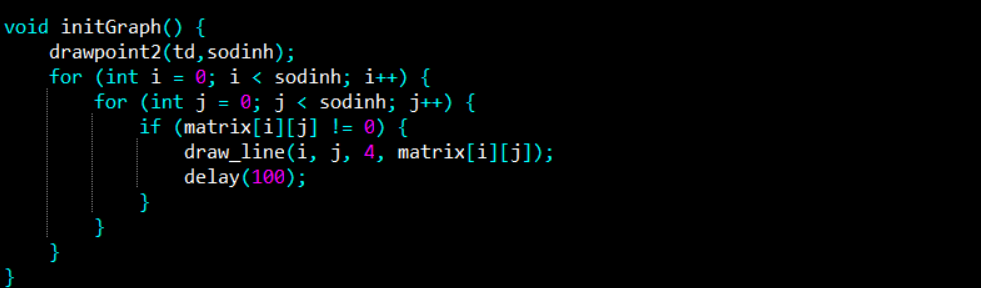 void initGraph() {
    drawpoint2(td,sodinh);
    for (int i = 0; i < sodinh; i++) {
        for (int j = 0; j < sodinh; j++) {
            if (matrix[i][j] != 0) {
                draw_line(i, j, 4, matrix[i][j]);
                delay(100);
            }
        }
    }
}